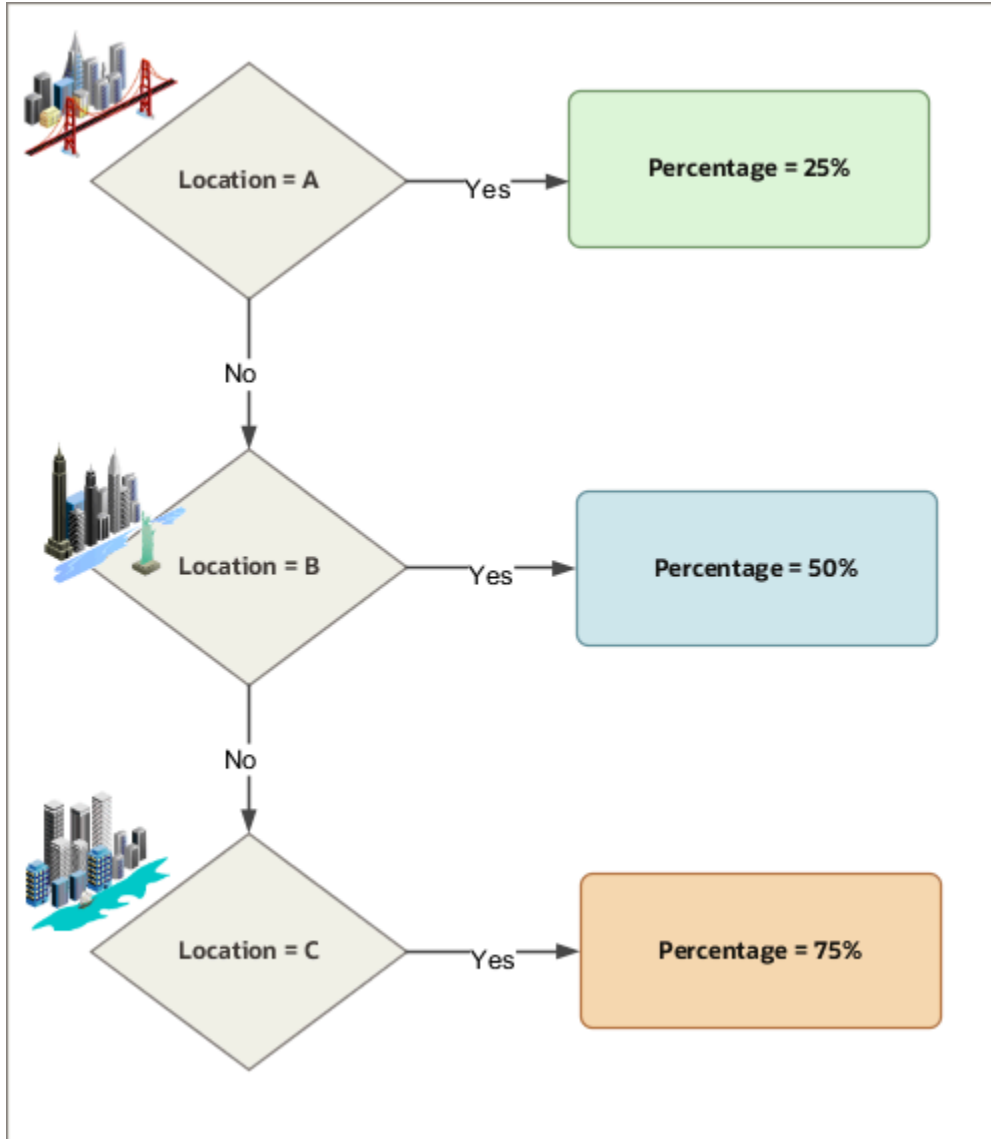 Location = A
Yes
Percentage = 25%
No
Location = B
Yes
Percentage = 50%
No
Location = C
Yes
Percentage = 75%